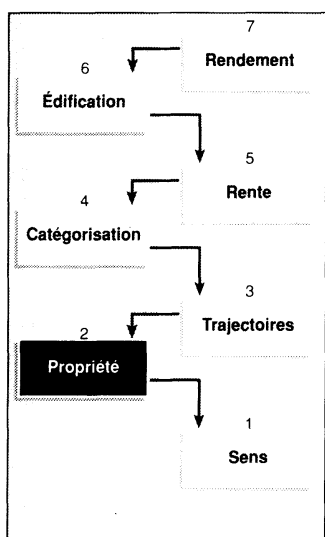 7
Rendement
6
Édification
5
Rente
4
Catégorisation
3
Trajectoires
2
Propriété
1
Sens